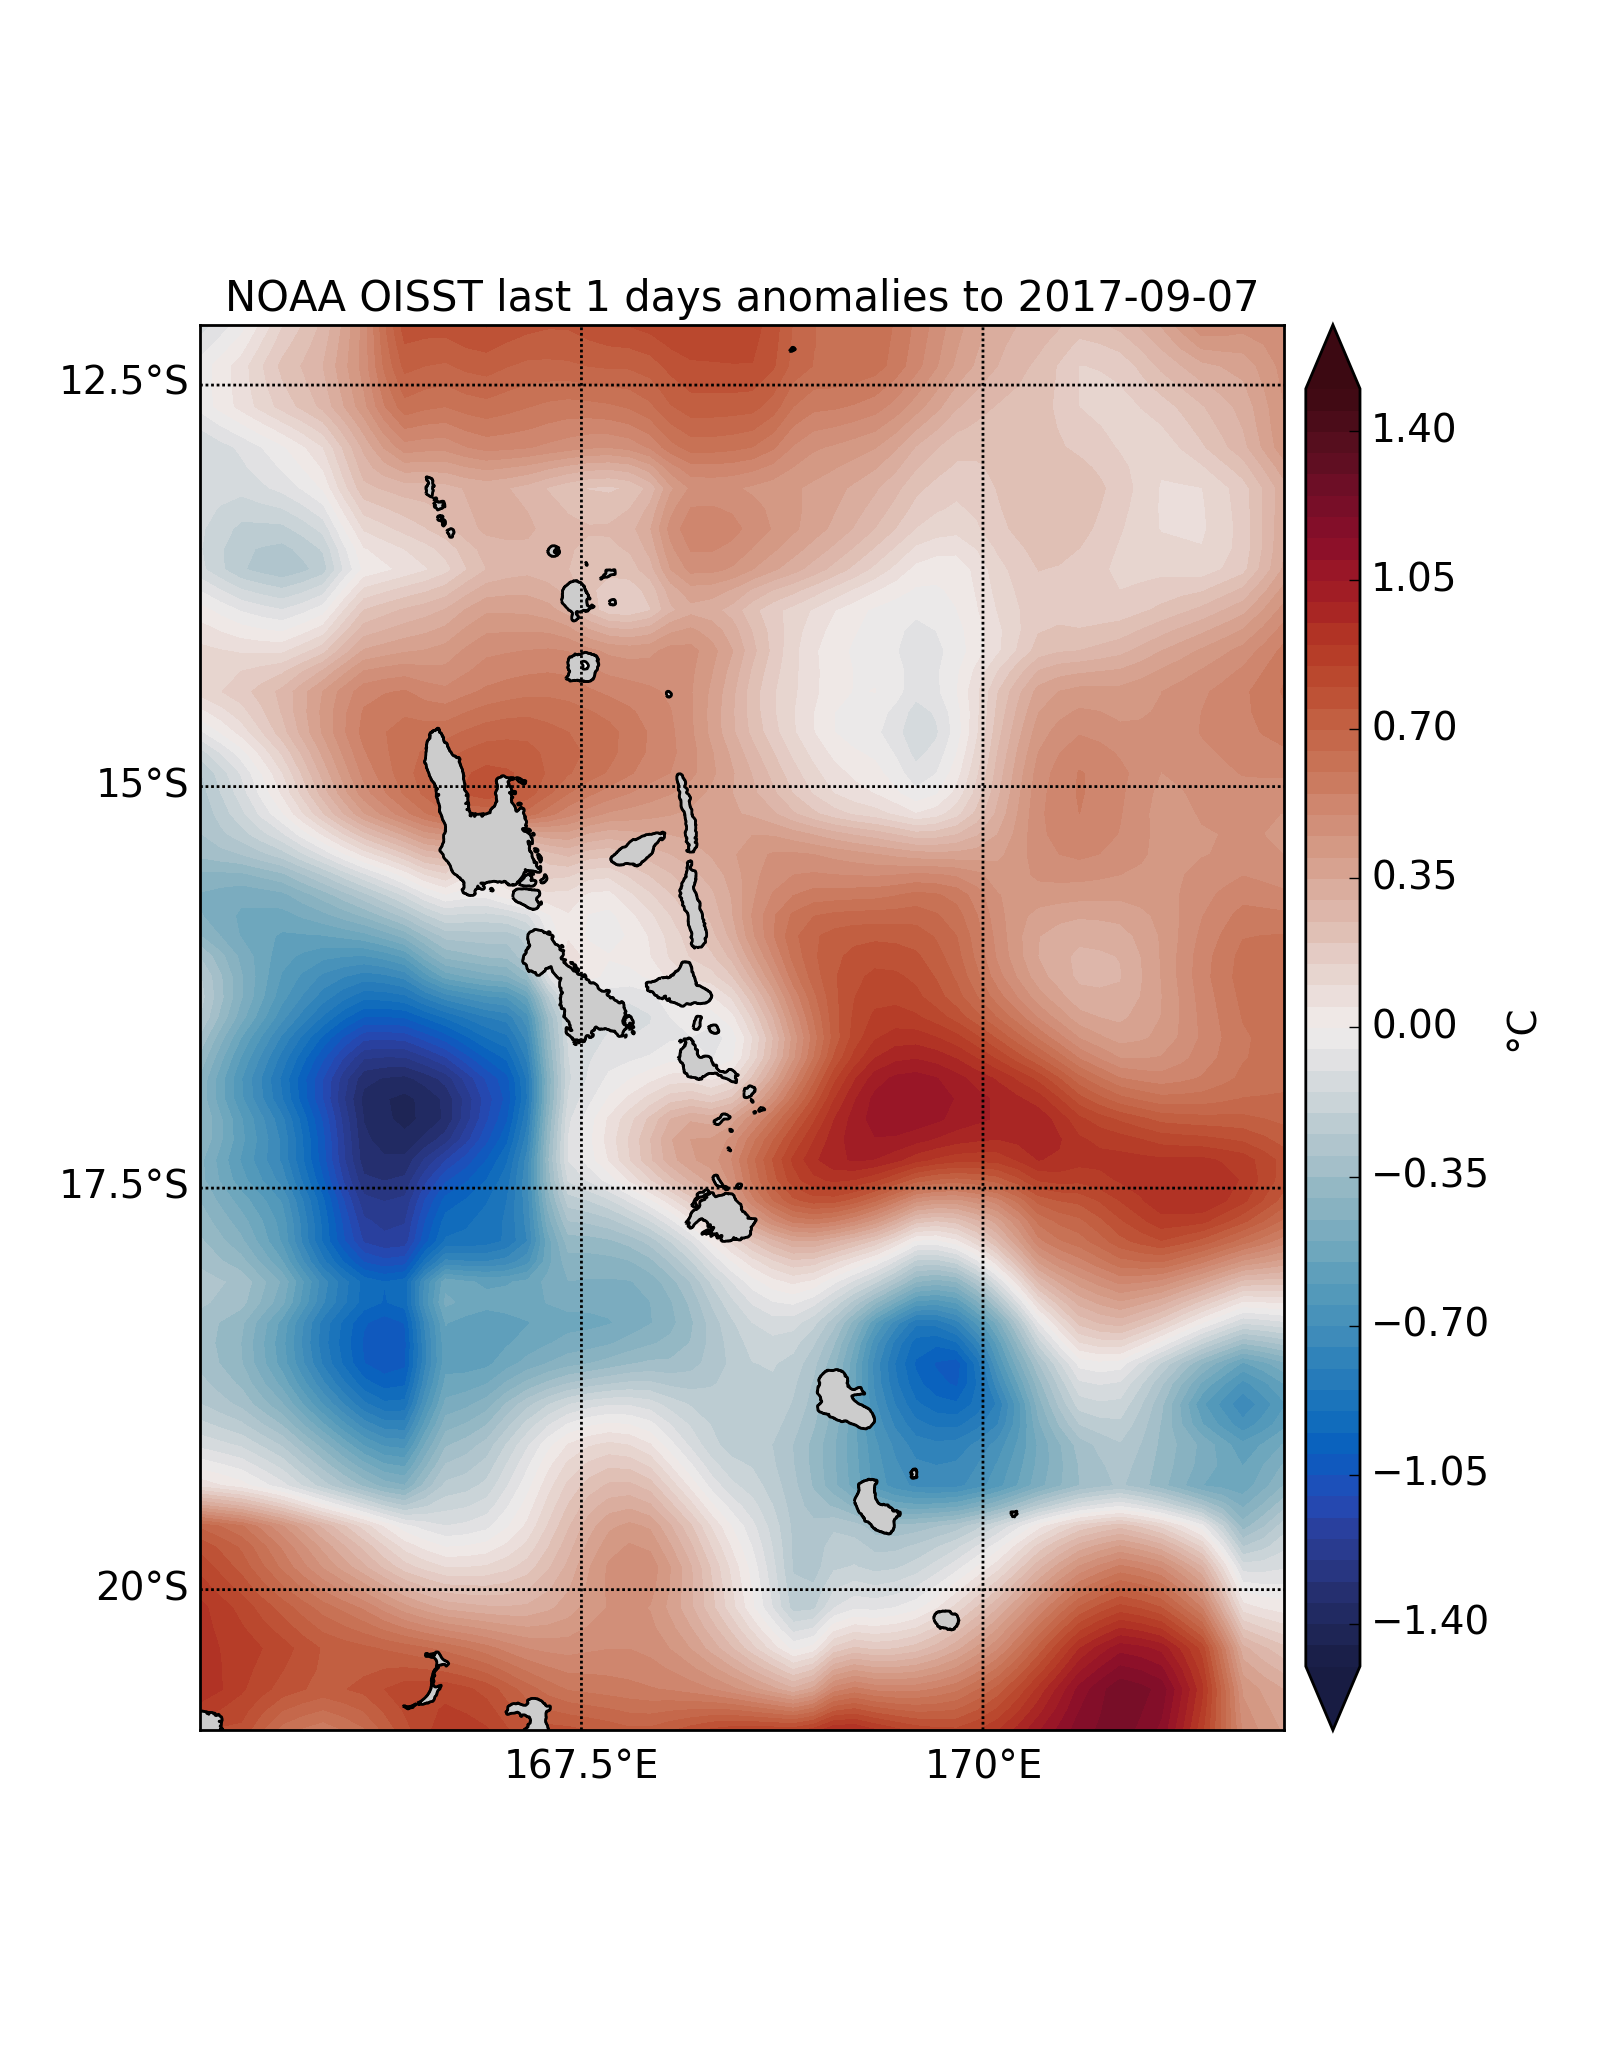 NOAA OISST last 1 days anomalies to 2017-09-07
12.5°S
15°S
17.5°S
20°S
167.5°E
170°E
1.40
1.05
0.70
0.35
0.00
−0.35
−0.70
−1.05
−1.40
°C